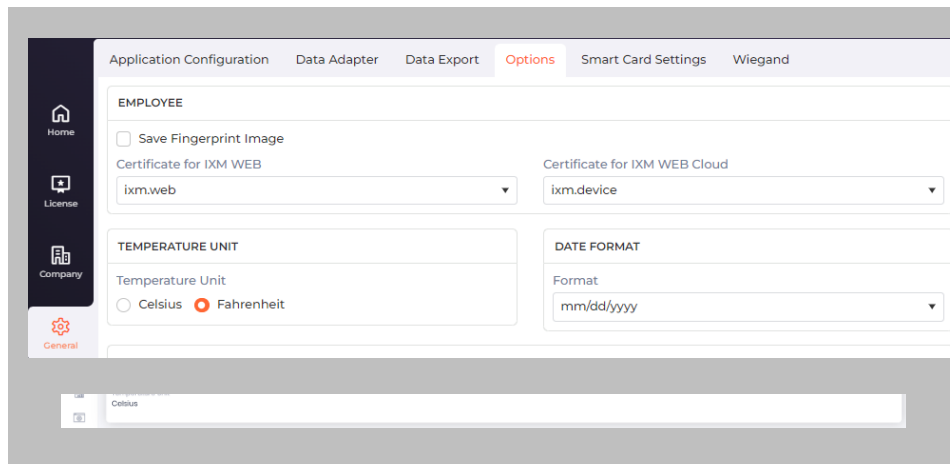 Application Configuration Data Adapter Data Export Options Smart Card Settings Wiegand
EMPLOYEE
Home
Save Fingerprint Image
Certificate for IXM WEB Certificate for IXM WEB Cloud
ixm.web ixm.device
License
TEMPERATURE UNIT DATE FORMAT
Company
Temperature Unit Format
Celsius Fahrenheit mm/dd/yyyy
General
Celsius